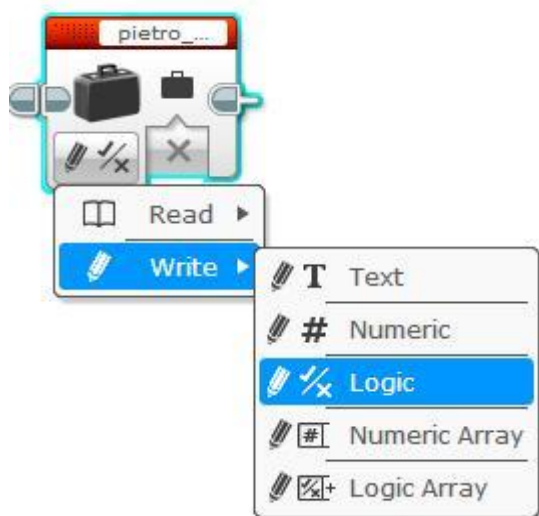 pietro_...
Read
Write
T Text
# Numeric
Logic
# Numeric Array
Logic Array